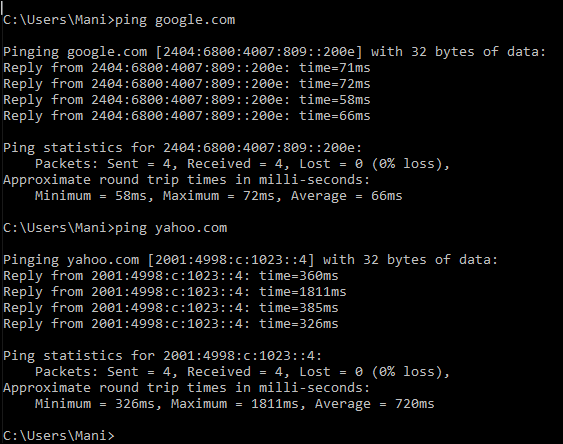 C:\Users\Mani>ping google.com
Pinging google.com [2404:6800:4007:809::200e] with 32 bytes of data:
Reply from 2404:6800:4007:809::200e: time=71ms
Reply from 2404:6800:4007:809::200e: time=72ms
Reply from 2404:6800:4007:809::200e: time=58ms
Reply from 2404:6800:4007:809::200e: time=66ms
Ping statistics for 2404:6800:4007:809::200e:
    Packets: Sent = 4, Received = 4, Lost = 0 (0% loss),
Approximate round trip times in milli-seconds:
    Minimum = 58ms, Maximum = 72ms, Average = 66ms
C:\Users\Mani>ping yahoo.com
Pinging yahoo.com [2001:4998:c:1023::4] with 32 bytes of data:
Reply from 2001:4998:c:1023::4: time=360ms
Reply from 2001:4998:c:1023::4: time=1811ms
Reply from 2001:4998:c:1023::4: time=385ms
Reply from 2001:4998:c:1023::4: time=326ms
Ping statistics for 2001:4998:c:1023::4:
    Packets: Sent = 4, Received = 4, Lost = 0 (0% loss),
Approximate round trip times in milli-seconds:
    Minimum = 326ms, Maximum = 1811ms, Average = 720ms
C:\Users\Mani>